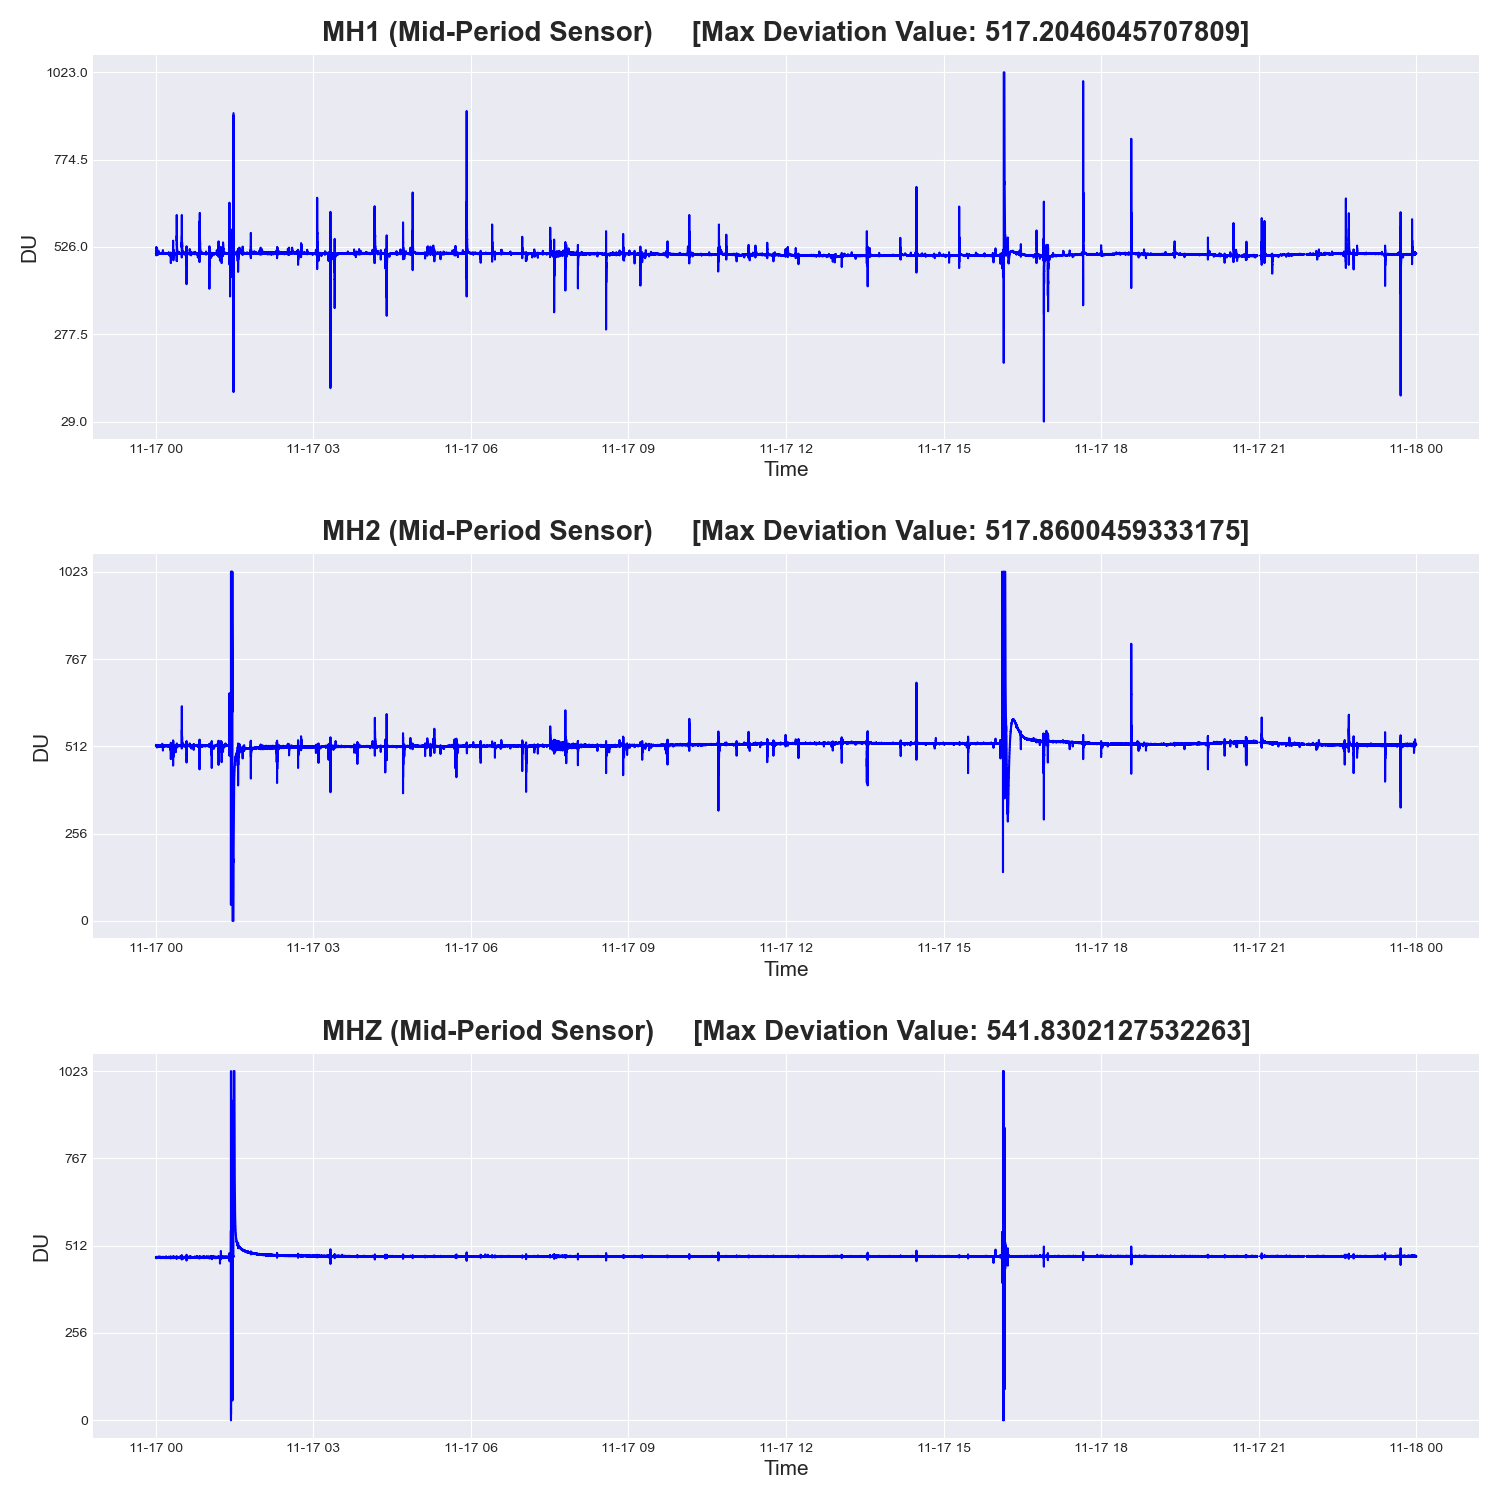 MH1 (Mid-Period Sensor) [Max Deviation Value: 517.2046045707809]
1023.0
774.5
526.0
277.5
29.0
DU
11-17 00 11-17 03 11-17 06 11-17 09 11-17 12 11-17 15 11-17 18 11-17 21 11-18 00
Time
MH2 (Mid-Period Sensor) [Max Deviation Value: 517.8600459333175]
1023
767
512
256
0
DU
11-17 00 11-17 03 11-17 06 11-17 09 11-17 12 11-17 15 11-17 18 11-17 21 11-18 00
Time
MHZ (Mid-Period Sensor) [Max Deviation Value: 541.8302127532263]
1023
767
512
256
0
DU
11-17 00 11-17 03 11-17 06 11-17 09 11-17 12 11-17 15 11-17 18 11-17 21 11-18 00
Time